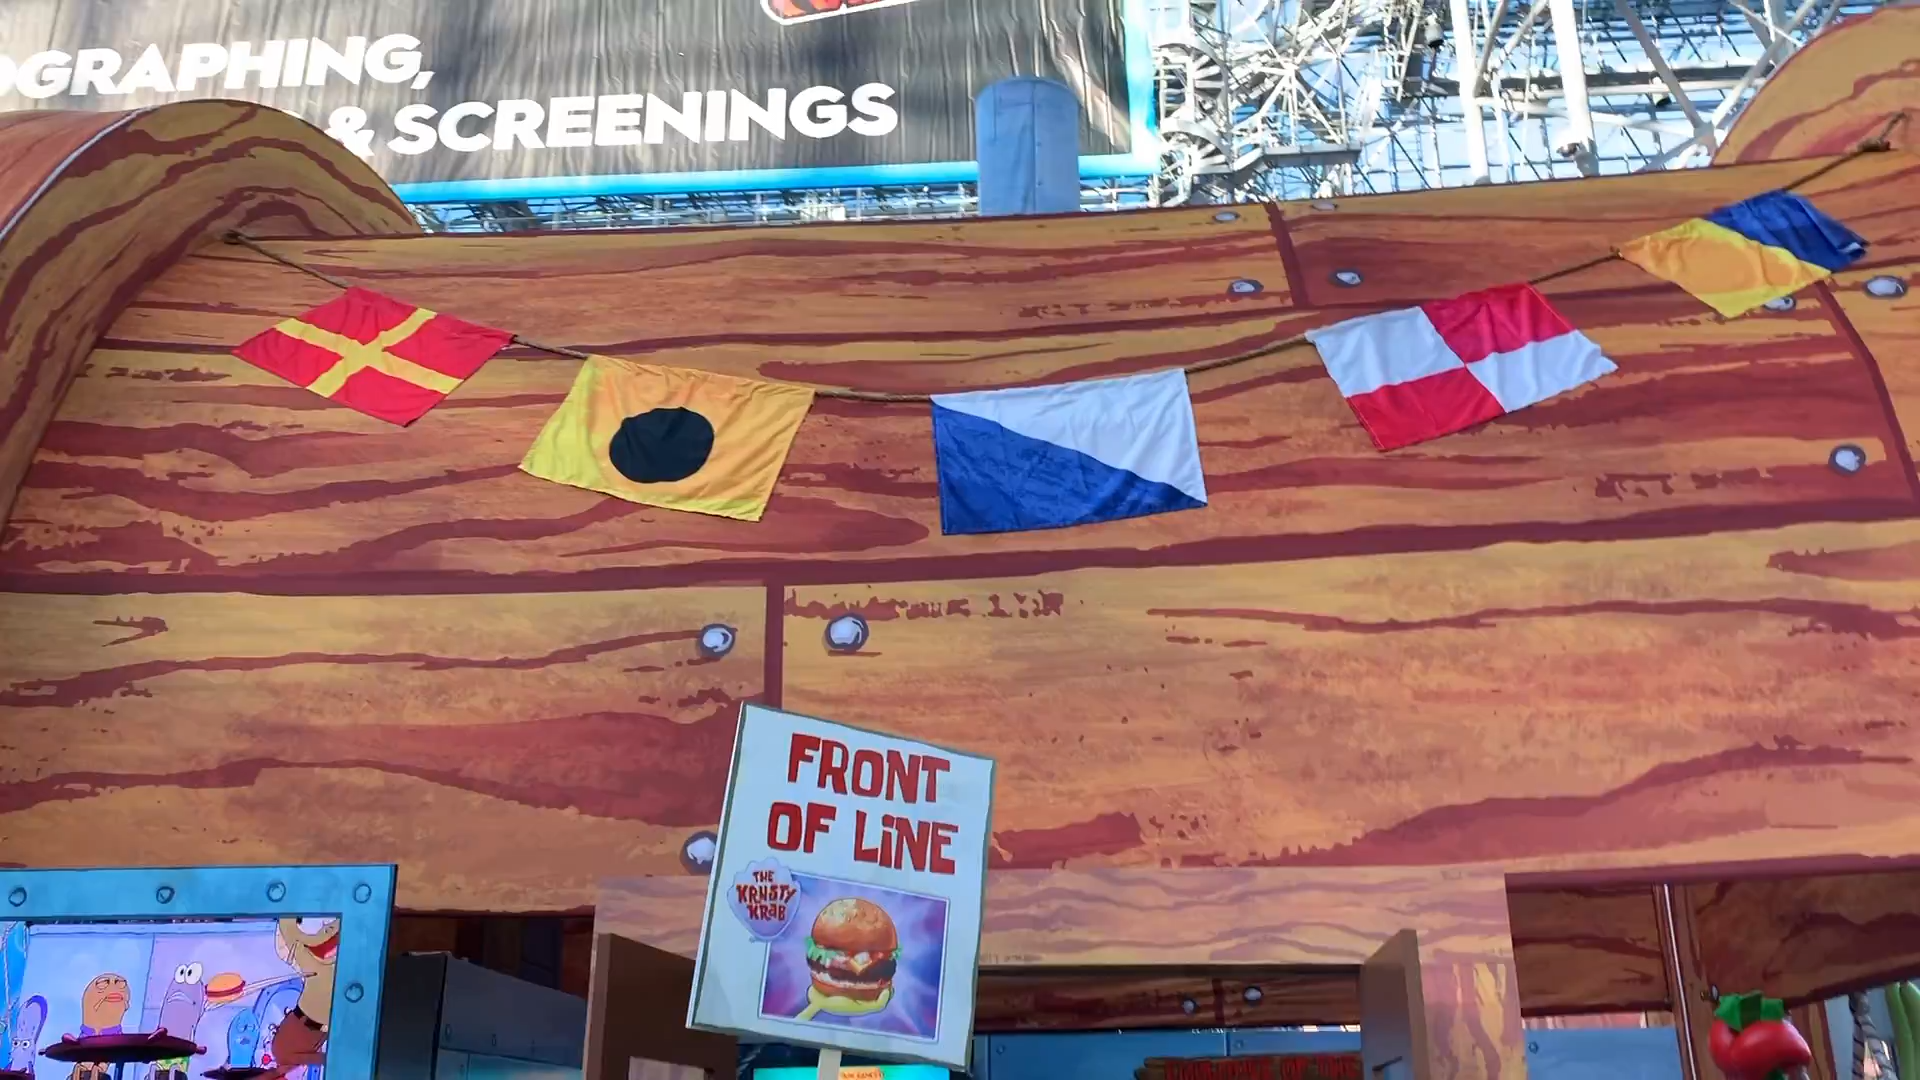 OGRAPHING,
& SCREENINGS
FRONT
OF LINE
THE
KRUSTY
KRAB